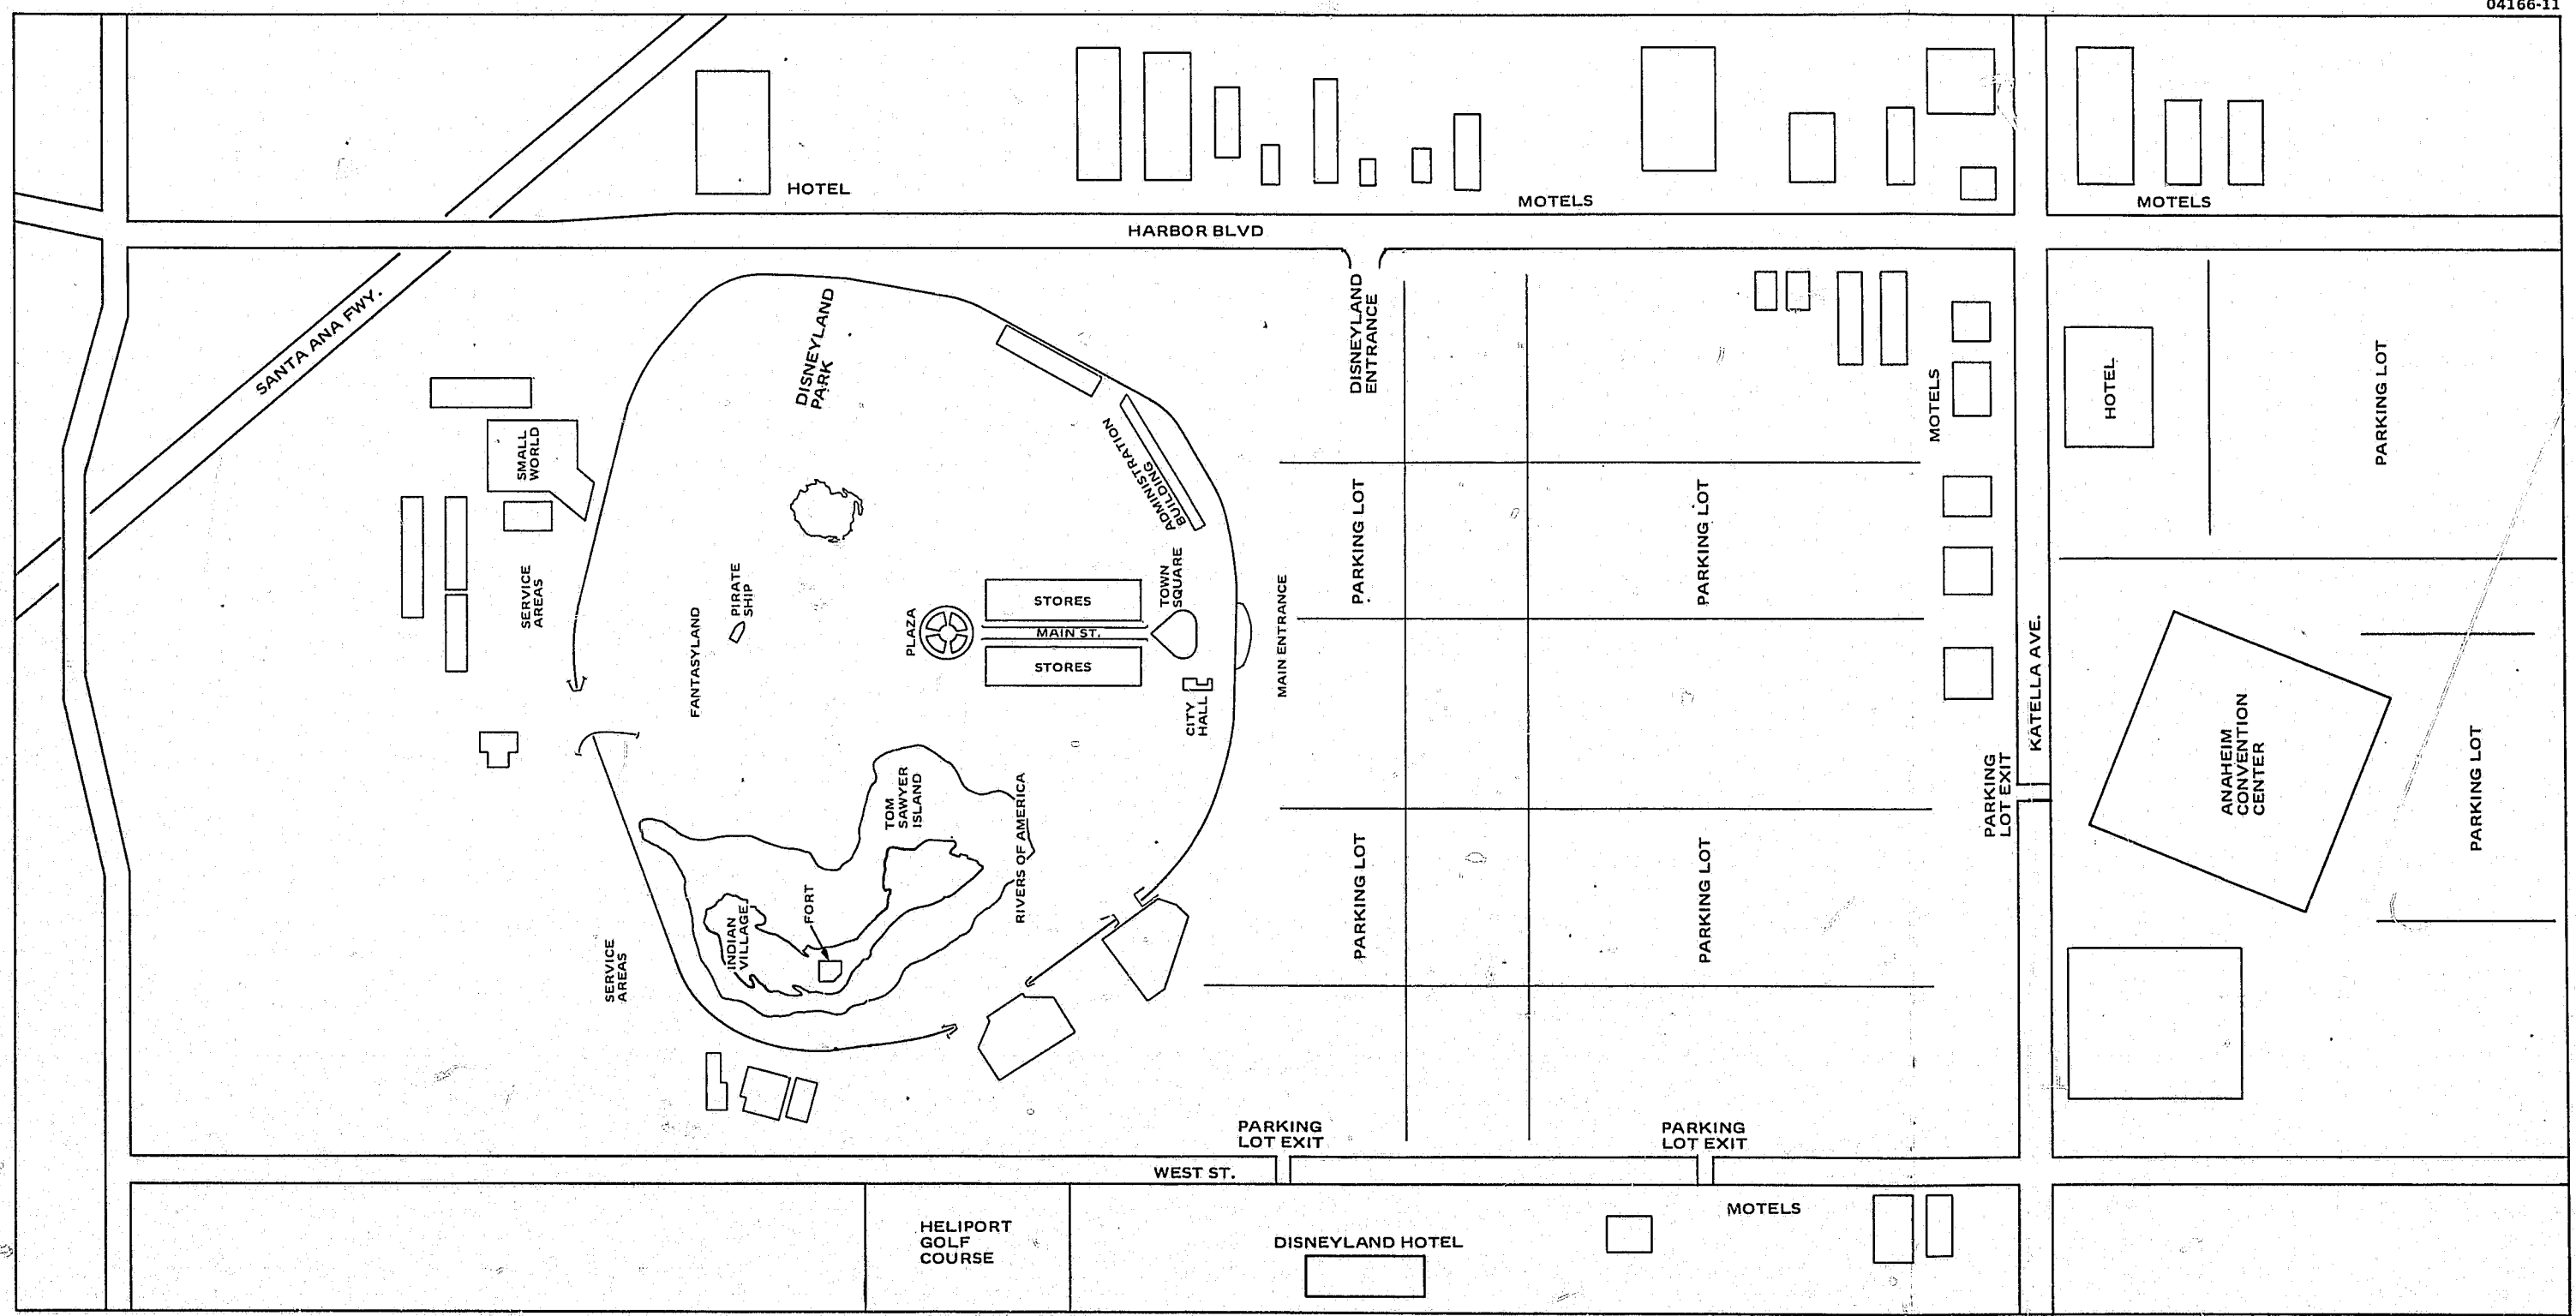 04166-11
HOTEL
MOTELS
MOTELS
HARBOR BLVD
SANTA ANA FWY.
DISNEYLAND
PARK
DISNEYLAND
ENTRANCE
SMALL
WORLD
ADMINISTRATION
BUILDING
MOTELS
HOTEL
PARKING LOT
PARKING LOT
PARKING LOT
SERVICE
AREAS
FANTASYLAND
PIRATE
SHIP
PLAZA
STORES
MAIN ST.
STORES
TOWN
SQUARE
CITY
HALL
MAIN ENTRANCE
KATELLA AVE.
PARKING
LOT EXIT
ANAHEIM
CONVENTION
CENTER
PARKING LOT
TOM
SAWYER
ISLAND
RIVERS OF AMERICA
FORT
INDIAN
VILLAGE
SERVICE
AREAS
PARKING LOT
PARKING LOT
PARKING
LOT EXIT
PARKING
LOT EXIT
WEST ST.
HELIPORT
GOLF
COURSE
DISNEYLAND HOTEL
MOTELS